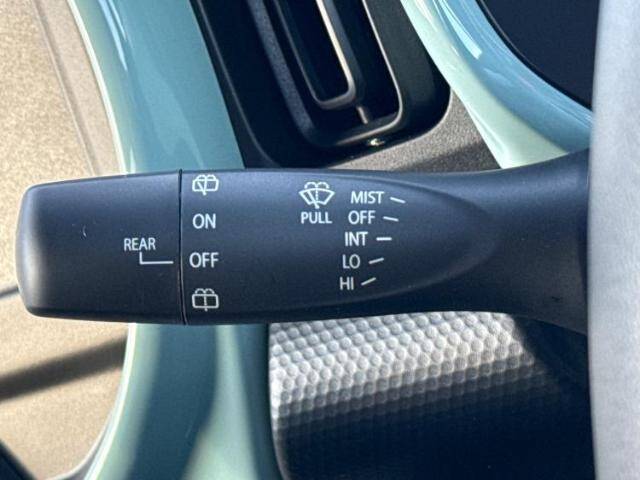 REAR
ON
OFF
PULL
MIST
OFF
INT
LO
HI